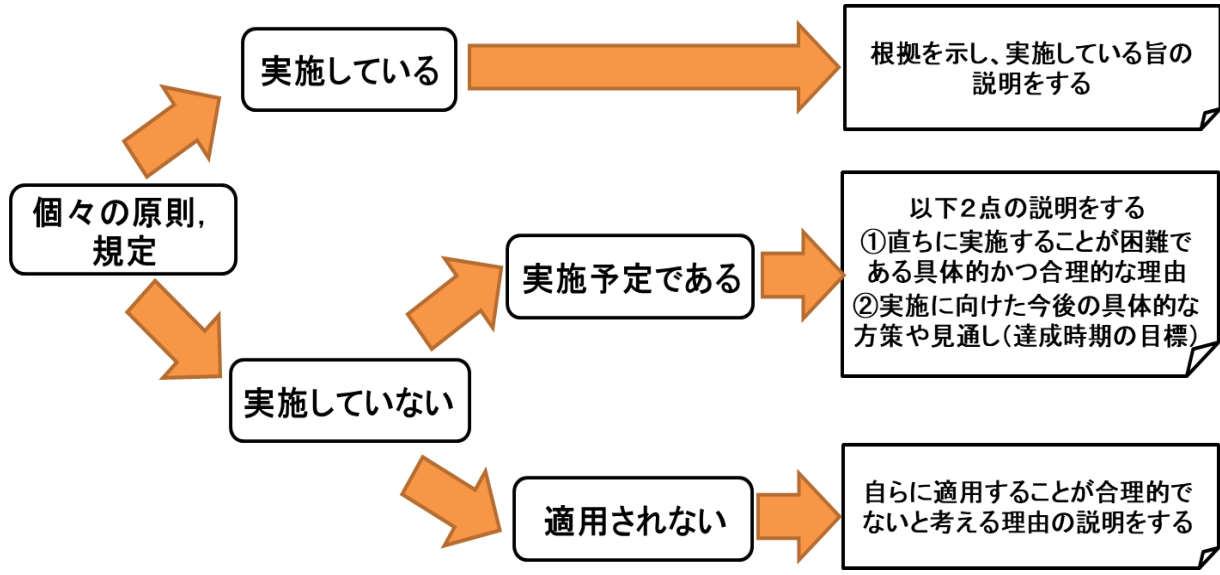 実施している
根拠を示し、実施している旨の
説明をする
個々の原則，
規定
実施していない
実施予定である
以下２点の説明をする
①直ちに実施することが困難で
ある具体的かつ合理的な理由
②実施に向けた今後の具体的な
方策や見通し（達成時期の目標）
適用されない
自らに適用することが合理的で
ないと考える理由の説明をする